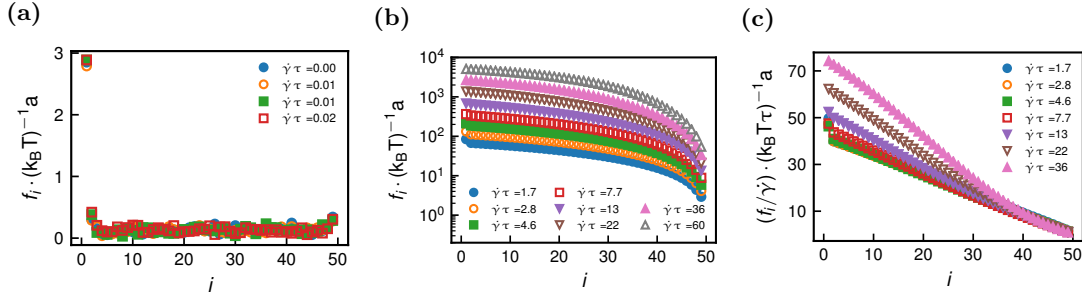 (a)
3
2
1
0
0
10
20
30
40
50
i
f_i · (k_B T)^{-1} a
γ̇ τ =0.00
γ̇ τ =0.01
γ̇ τ =0.01
γ̇ τ =0.02
(b)
10^4
10^3
10^2
10^1
10^0
0
10
20
30
40
50
i
f_i · (k_B T)^{-1} a
γ̇ τ =1.7
γ̇ τ =2.8
γ̇ τ =4.6
γ̇ τ =7.7
γ̇ τ =13
γ̇ τ =22
γ̇ τ =36
γ̇ τ =60
(c)
70
50
30
10
0
10
20
30
40
50
i
(f_i/γ̇) · (k_B T τ)^{-1} a
γ̇ τ =1.7
γ̇ τ =2.8
γ̇ τ =4.6
γ̇ τ =7.7
γ̇ τ =13
γ̇ τ =22
γ̇ τ =36